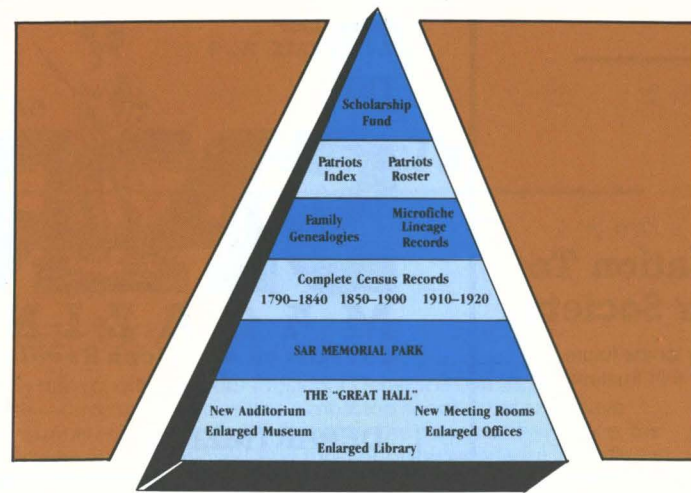 Scholarship
Fund
Patriots Index
Patriots Roster
Family Genealogies
Microfiche Lineage Records
Complete Census Records
1790–1840 1850–1900 1910–1920
SAR MEMORIAL PARK
THE “GREAT HALL”
New Auditorium New Meeting Rooms
Enlarged Museum Enlarged Offices
Enlarged Library